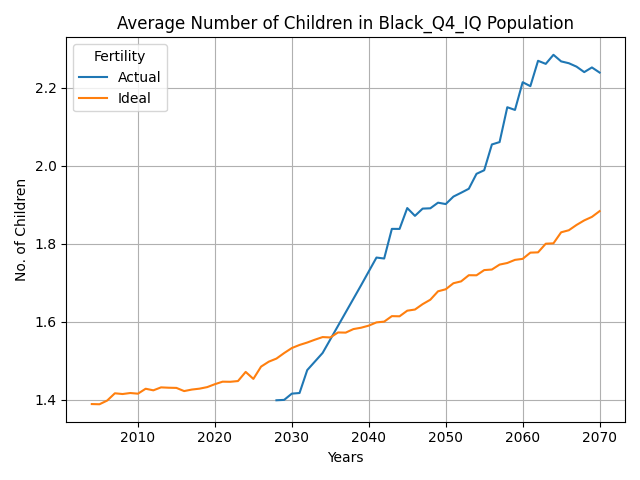 Average Number of Children in Black_Q4_IQ Population
Fertility
Actual
Ideal
No. of Children
2.2
2.0
1.8
1.6
1.4
2010 2020 2030 2040 2050 2060 2070
Years